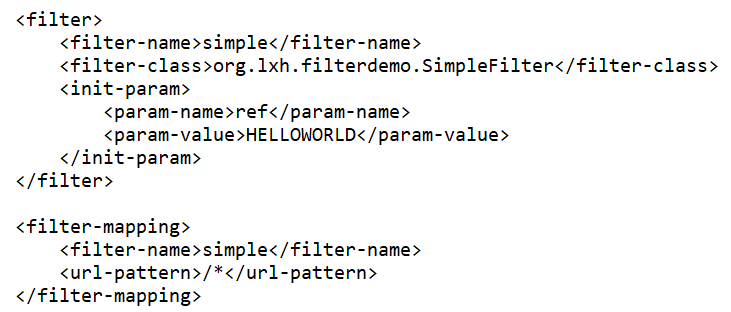 <filter>
    <filter-name>simple</filter-name>
    <filter-class>org.lxh.filterdemo.SimpleFilter</filter-class>
    <init-param>
        <param-name>ref</param-name>
        <param-value>HELLOWORLD</param-value>
    </init-param>
</filter>

<filter-mapping>
    <filter-name>simple</filter-name>
    <url-pattern>/*</url-pattern>
</filter-mapping>